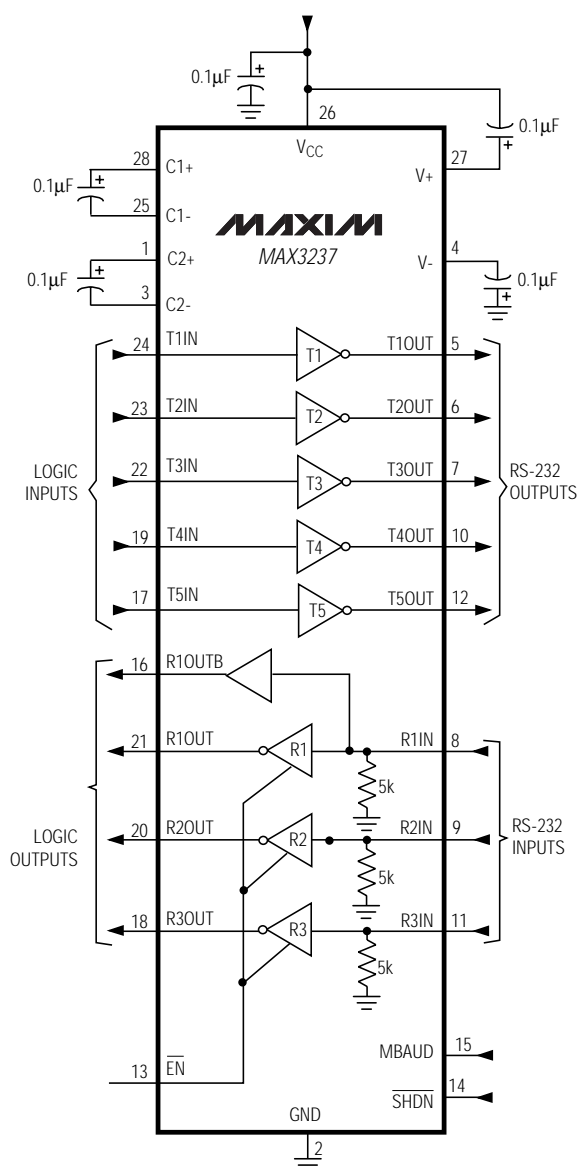 0.1μF
+
26
0.1μF
+
VCC
28
C1+
27
V+
0.1μF
+
25
C1-
MAXIM
MAX3237
1
C2+
4
V-
0.1μF
+
3
C2-
0.1μF
+
24
T1IN
T1
T1OUT
5
23
T2IN
T2
T2OUT
6
LOGIC
INPUTS
22
T3IN
T3
T3OUT
7
RS-232
OUTPUTS
19
T4IN
T4
T4OUT
10
17
T5IN
T5
T5OUT
12
16
R1OUTB
21
R1OUT
R1
R1IN
8
5k
LOGIC
OUTPUTS
20
R2OUT
R2
R2IN
9
RS-232
INPUTS
5k
18
R3OUT
R3
R3IN
11
5k
MBAUD
15
13
EN
SHDN
14
GND
2